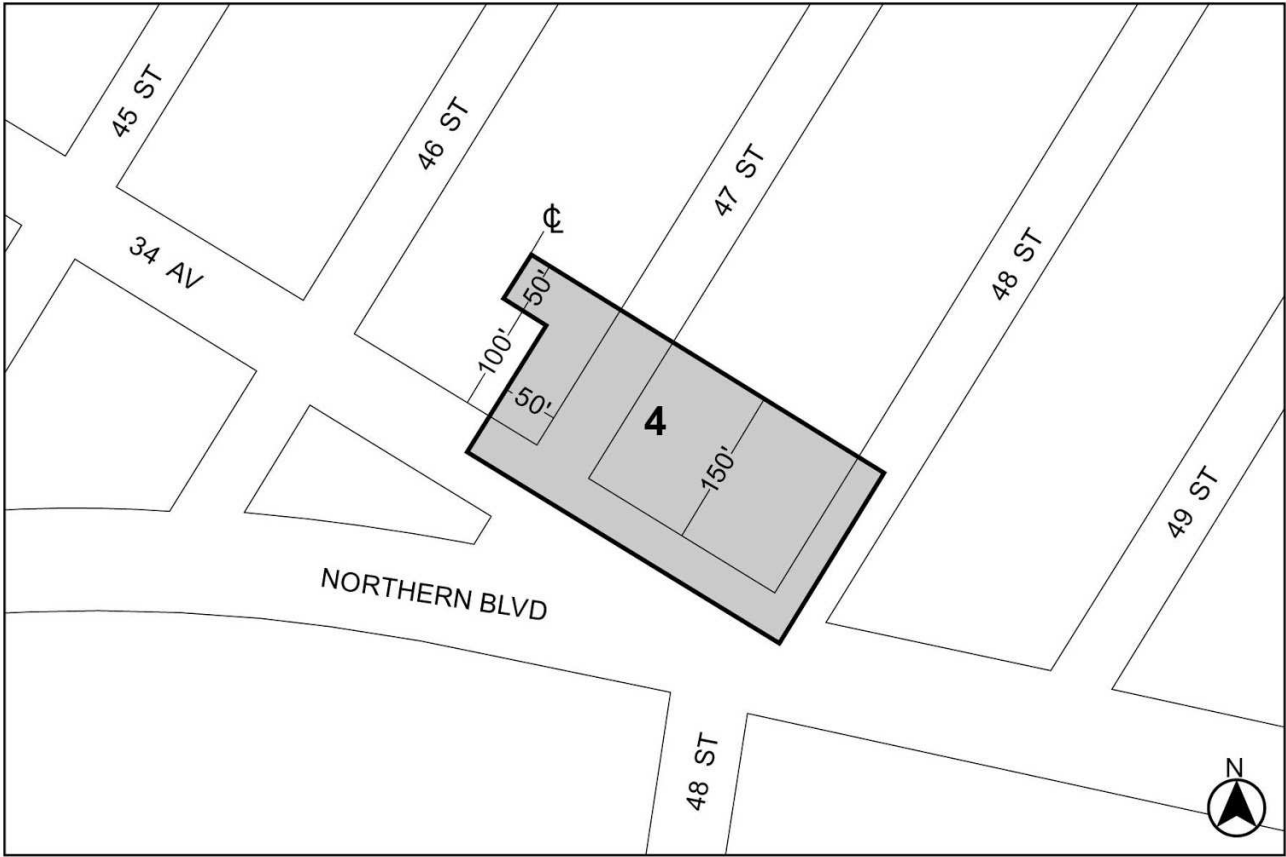 45 ST
46 ST
47 ST
48 ST
49 ST
34 AV
℄
50'
100'
50'
4
150'
NORTHERN BLVD
48 ST
N